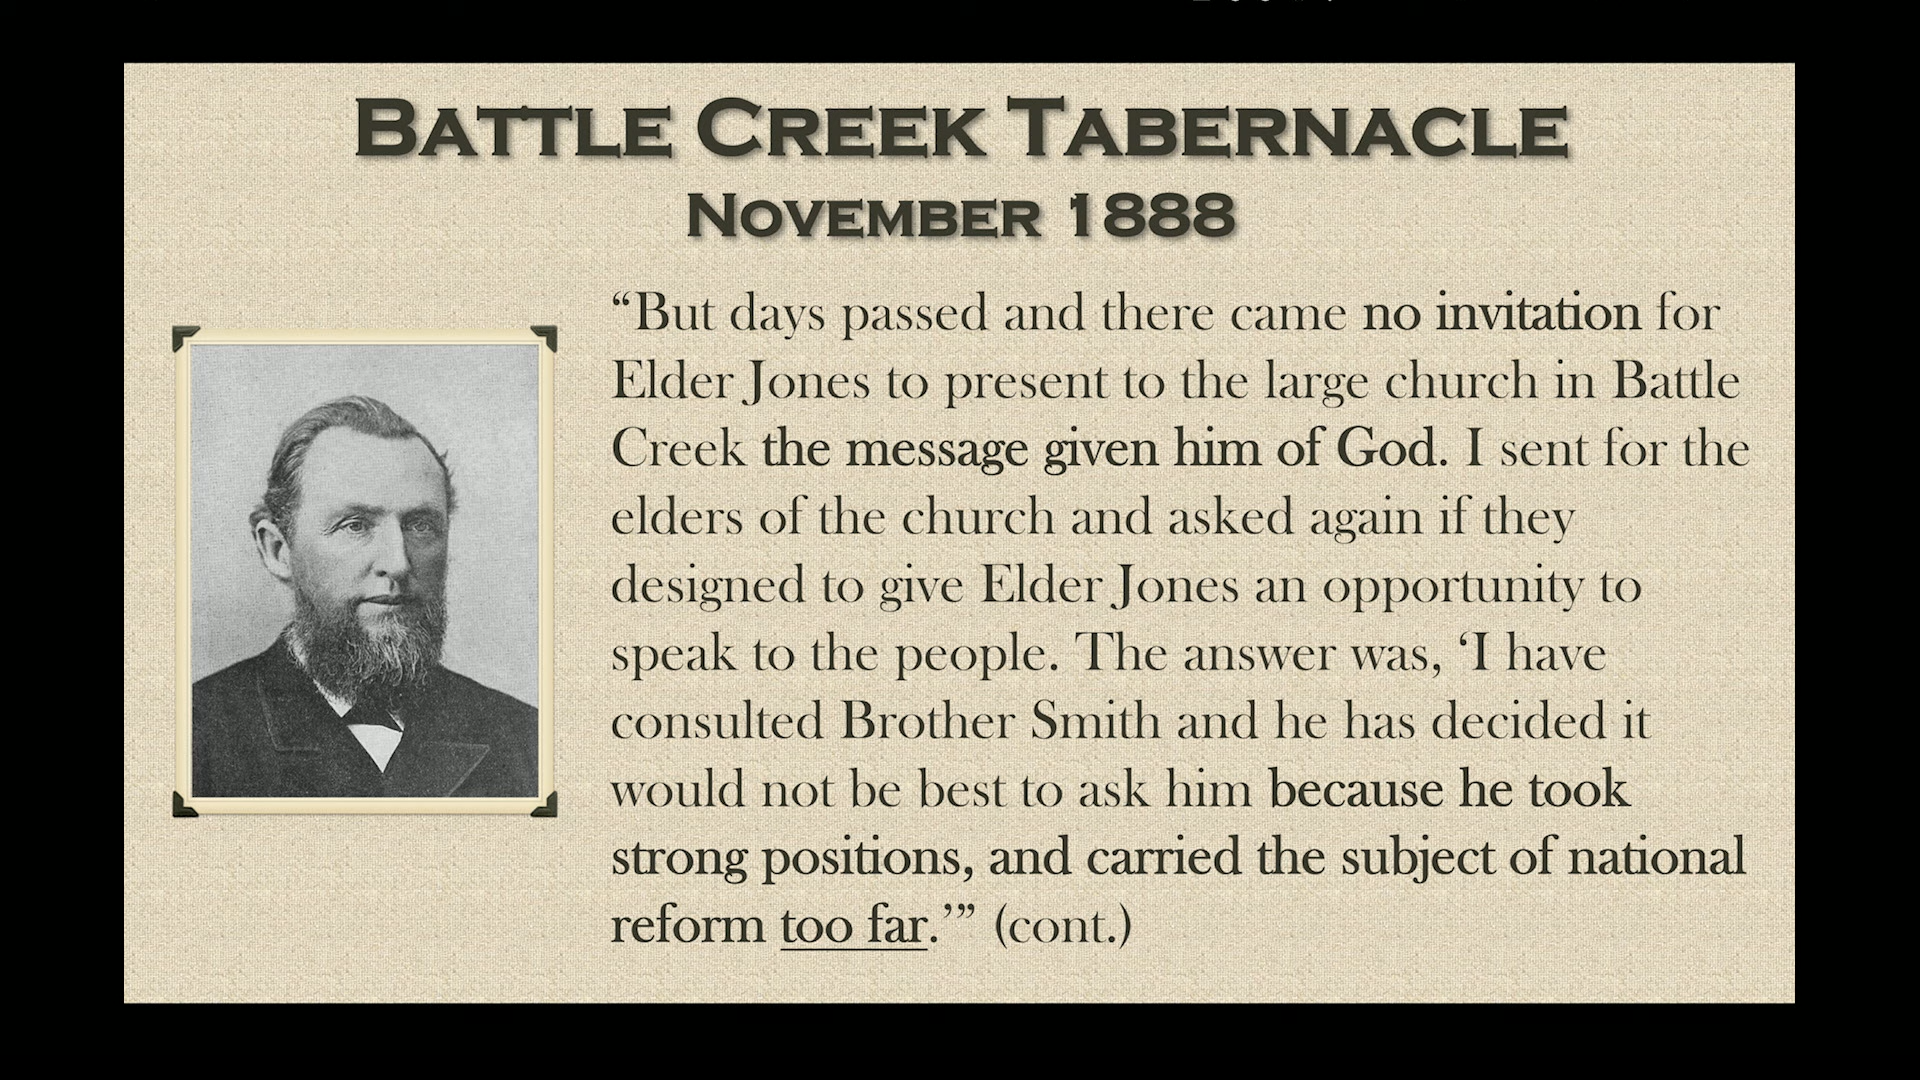 Battle Creek Tabernacle
November 1888
“But days passed and there came no invitation for
Elder Jones to present to the large church in Battle
Creek the message given him of God. I sent for the
elders of the church and asked again if they
designed to give Elder Jones an opportunity to
speak to the people. The answer was, ‘I have
consulted Brother Smith and he has decided it
would not be best to ask him because he took
strong positions, and carried the subject of national
reform too far.’” (cont.)